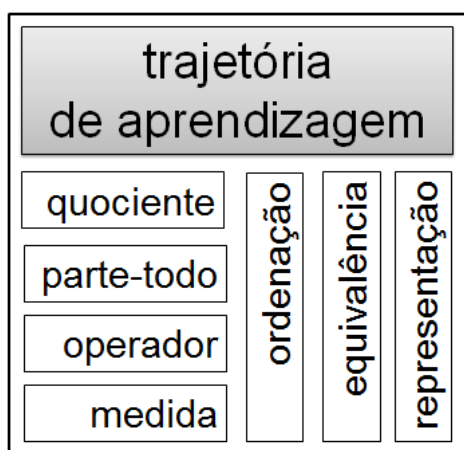 trajetória
de aprendizagem
quociente
parte-todo
operador
medida
ordenação
equivalência
representação